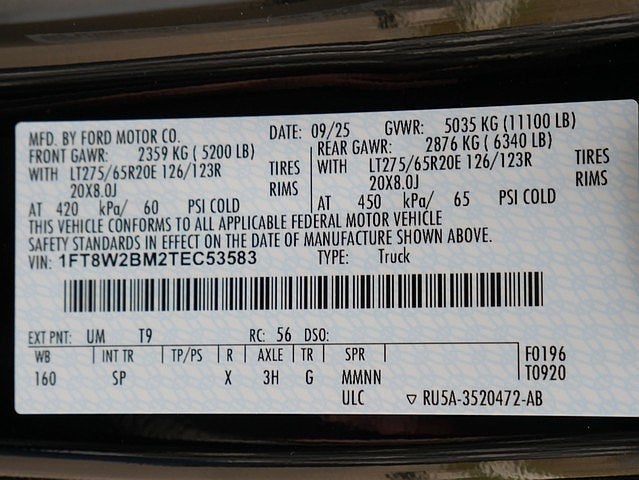 MFD. BY FORD MOTOR CO. DATE: 09/25 GVWR: 5035 KG (11100 LB)
FRONT GAWR: 2359 KG ( 5200 LB) REAR GAWR: 2876 KG ( 6340 LB)
WITH LT275/65R20E 126/123R TIRES WITH LT275/65R20E 126/123R TIRES
20X8.0J RIMS 20X8.0J RIMS
AT 420 kPa/ 60 PSI COLD AT 450 kPa/ 65 PSI COLD
THIS VEHICLE CONFORMS TO ALL APPLICABLE FEDERAL MOTOR VEHICLE
SAFETY STANDARDS IN EFFECT ON THE DATE OF MANUFACTURE SHOWN ABOVE.
VIN: 1FT8W2BM2TEC53583 TYPE: Truck
EXT PNT: UM T9 RC: 56 DSO:
WB INT TR TP/PS R AXLE TR SPR F0196
160 SP X 3H G MMNN T0920
ULC ▽ RU5A-3520472-AB